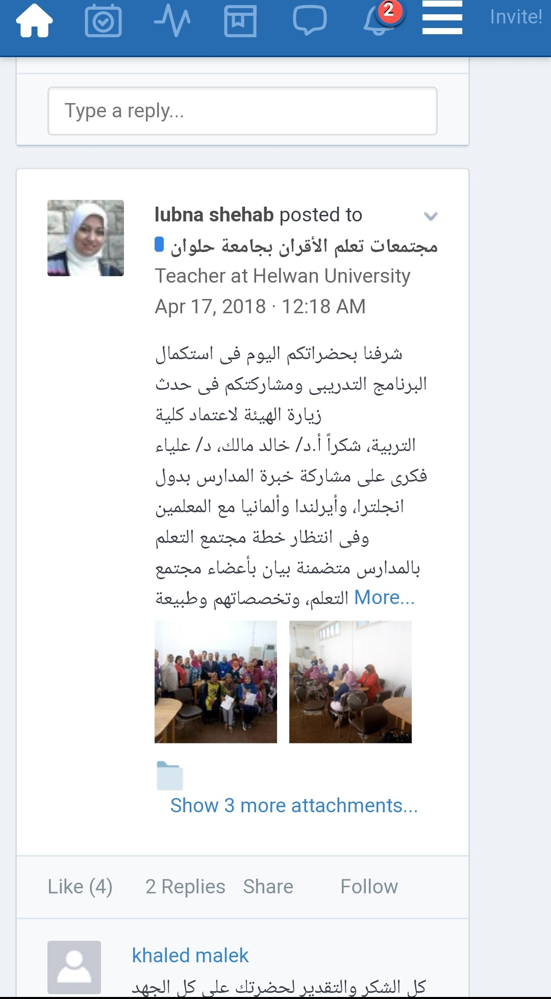 2
Invite!
Type a reply...
lubna shehab posted to
مجتمعات تعلم الأقران بجامعة حلوان
Teacher at Helwan University
Apr 17, 2018 · 12:18 AM
شرفنا بحضراتكم اليوم فى استكمال
البرنامج التدريبى ومشاركتكم فى حدث
زيارة الهيئة لاعتماد كلية
التربية، شكراً أ.د/ خالد مالك، د/ علياء
فكرى على مشاركة خبرة المدارس بدول
انجلترا، وأيرلندا وألمانيا مع المعلمين
وفى انتظار خطة مجتمع التعلم
بالمدارس متضمنة بيان بأعضاء مجتمع
التعلم، وتخصصاتهم وطبيعة More...
Show 3 more attachments...
Like (4) 2 Replies Share Follow
khaled malek
كل الشكر والتقدير لحضرتك على كل الجهد